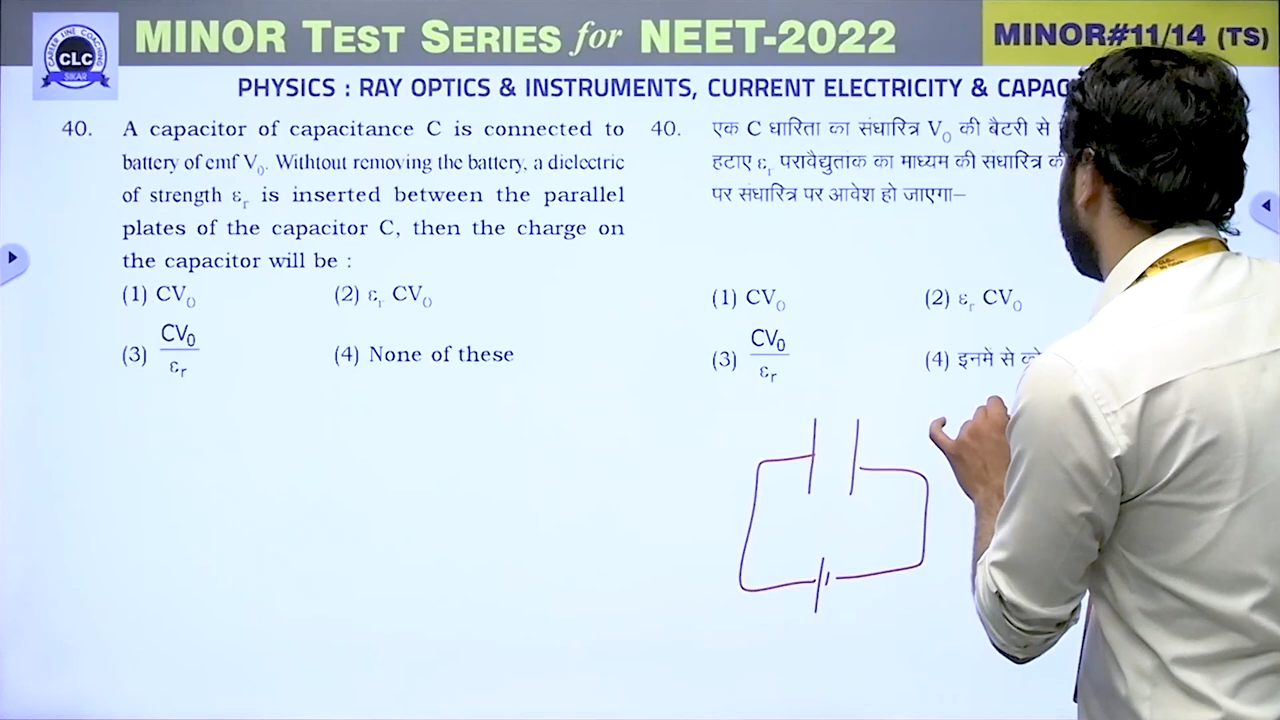 CAREER LINE COACHING
CLC
SIKAR
MINOR TEST SERIES for NEET-2022
MINOR#11/14 (TS)
PHYSICS : RAY OPTICS & INSTRUMENTS, CURRENT ELECTRICITY & CAPAC
40. A capacitor of capacitance C is connected to
battery of emf V₀. Withtout removing the battery, a dielectric
of strength εᵣ is inserted between the parallel
plates of the capacitor C, then the charge on
the capacitor will be :
(1) CV₀ (2) εᵣ CV₀
(3) CV₀/εᵣ (4) None of these
40. एक C धारिता का संधारित्र V₀ की बैटरी से
हटाए εᵣ परावैद्युतांक का माध्यम की संधारित्र की
पर संधारित्र पर आवेश हो जाएगा–
(1) CV₀ (2) εᵣ CV₀
(3) CV₀/εᵣ (4) इनमें से